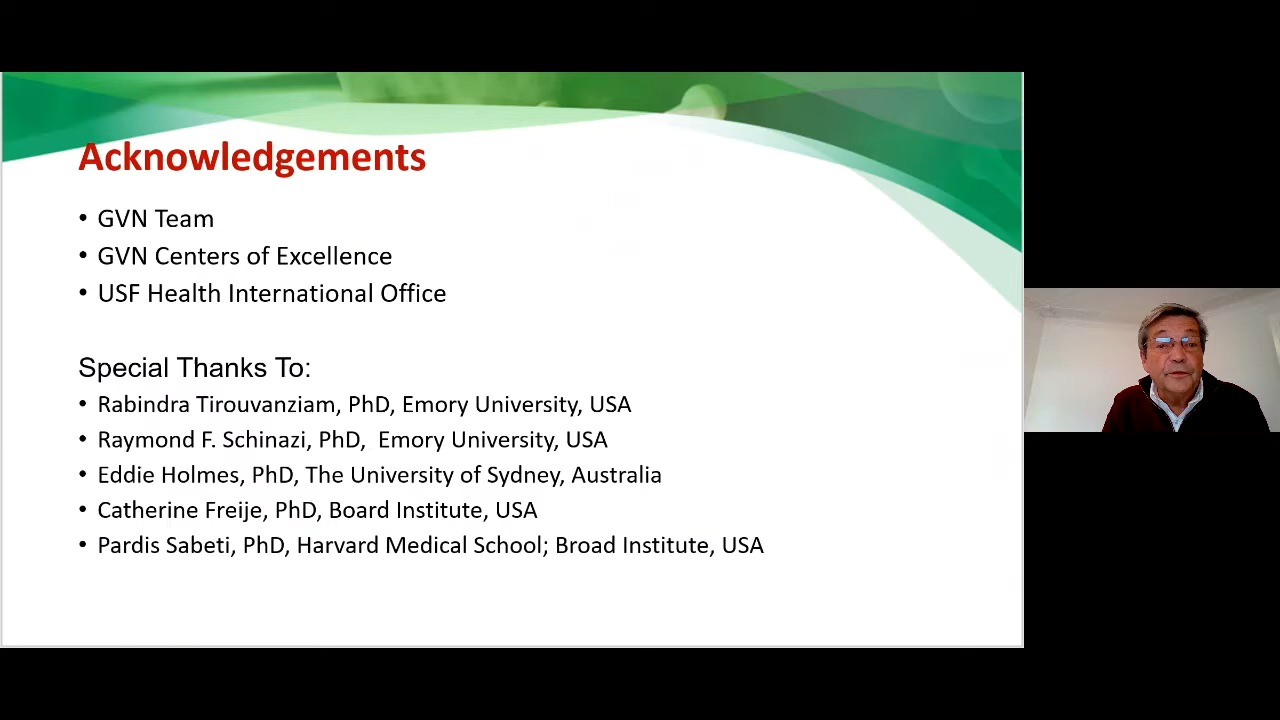 Acknowledgements
• GVN Team
• GVN Centers of Excellence
• USF Health International Office
Special Thanks To:
• Rabindra Tirouvanziam, PhD, Emory University, USA
• Raymond F. Schinazi, PhD,  Emory University, USA
• Eddie Holmes, PhD, The University of Sydney, Australia
• Catherine Freije, PhD, Board Institute, USA
• Pardis Sabeti, PhD, Harvard Medical School; Broad Institute, USA